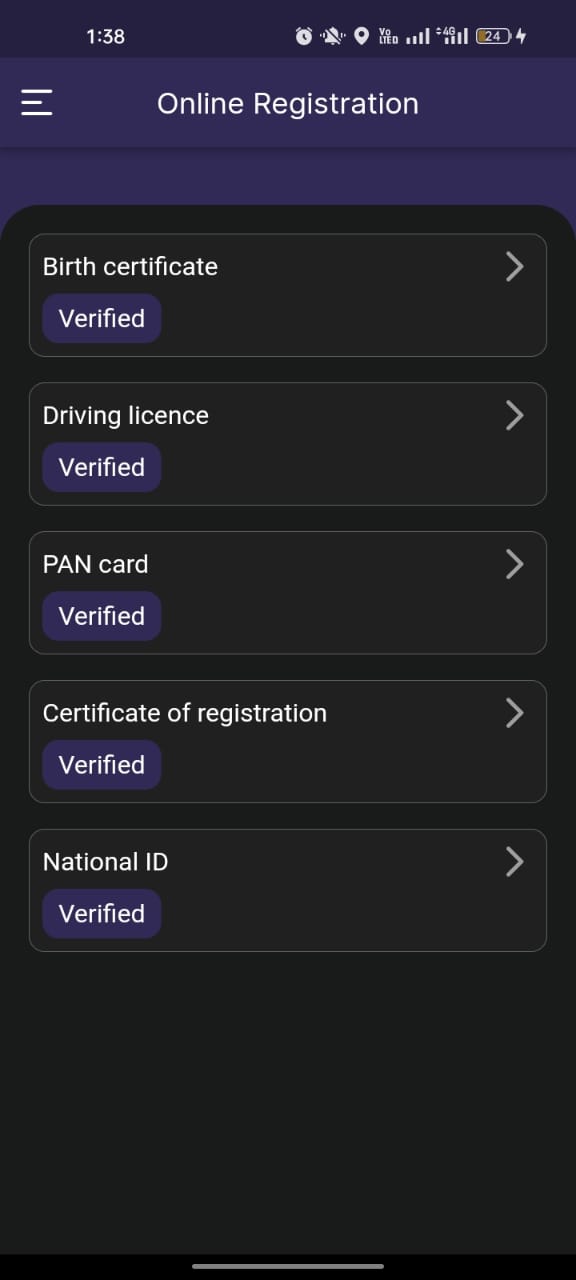 1:38
Vo
LTED
4G
24
Online Registration
Birth certificate
Verified
Driving licence
Verified
PAN card
Verified
Certificate of registration
Verified
National ID
Verified